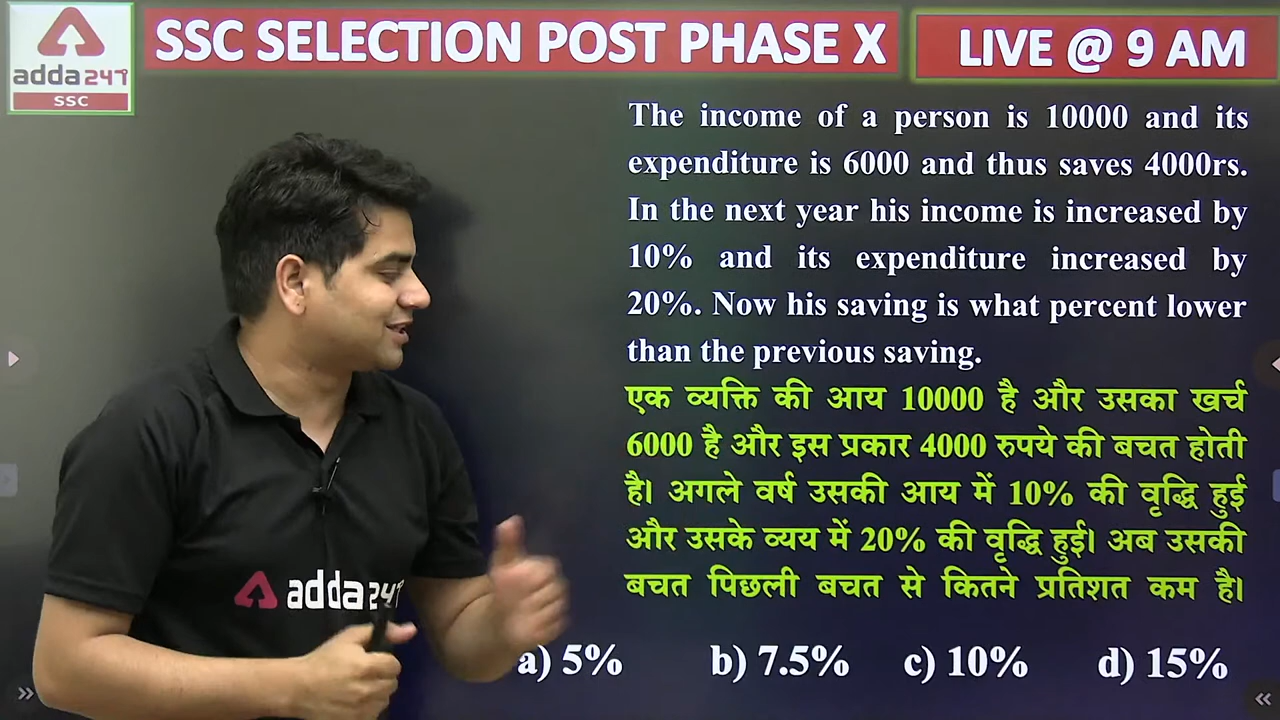 adda247
SSC
SSC SELECTION POST PHASE X
LIVE @ 9 AM
The income of a person is 10000 and its
expenditure is 6000 and thus saves 4000rs.
In the next year his income is increased by
10% and its expenditure increased by
20%. Now his saving is what percent lower
than the previous saving.
एक व्यक्ति की आय 10000 है और उसका खर्च
6000 है और इस प्रकार 4000 रुपये की बचत होती
है। अगले वर्ष उसकी आय में 10% की वृद्धि हुई
और उसके व्यय में 20% की वृद्धि हुई। अब उसकी
बचत पिछली बचत से कितने प्रतिशत कम है।
adda247
a) 5% b) 7.5% c) 10% d) 15%